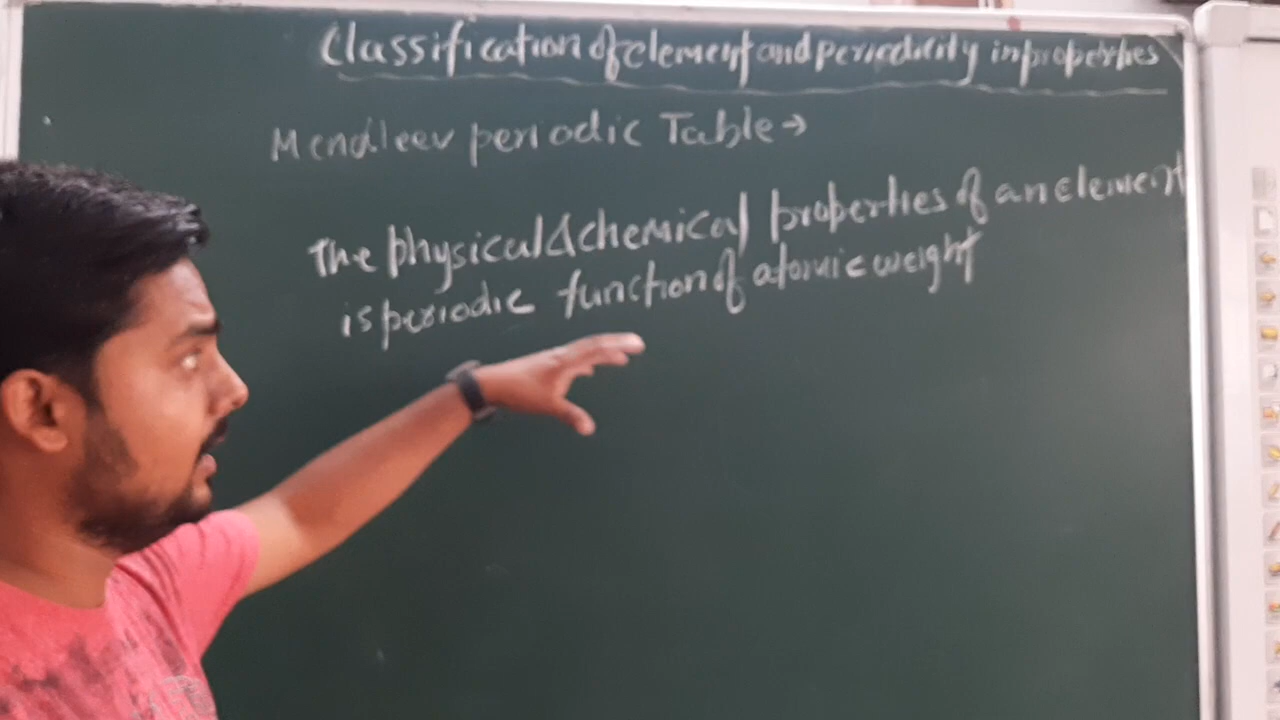 Classification of element and periodicity in properties
Mendleev periodic Table →
The physical & chemical properties of an element
is periodic function of atomic weight